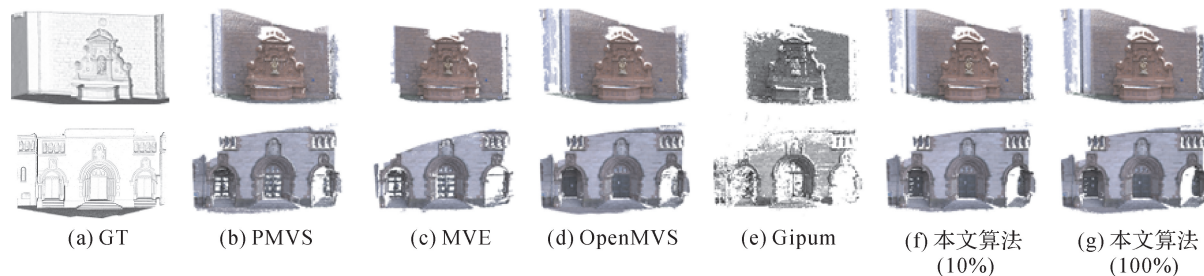 (a) GT
(b) PMVS
(c) MVE
(d) OpenMVS
(e) Gipum
(f) 本文算法
(10%)
(g) 本文算法
(100%)